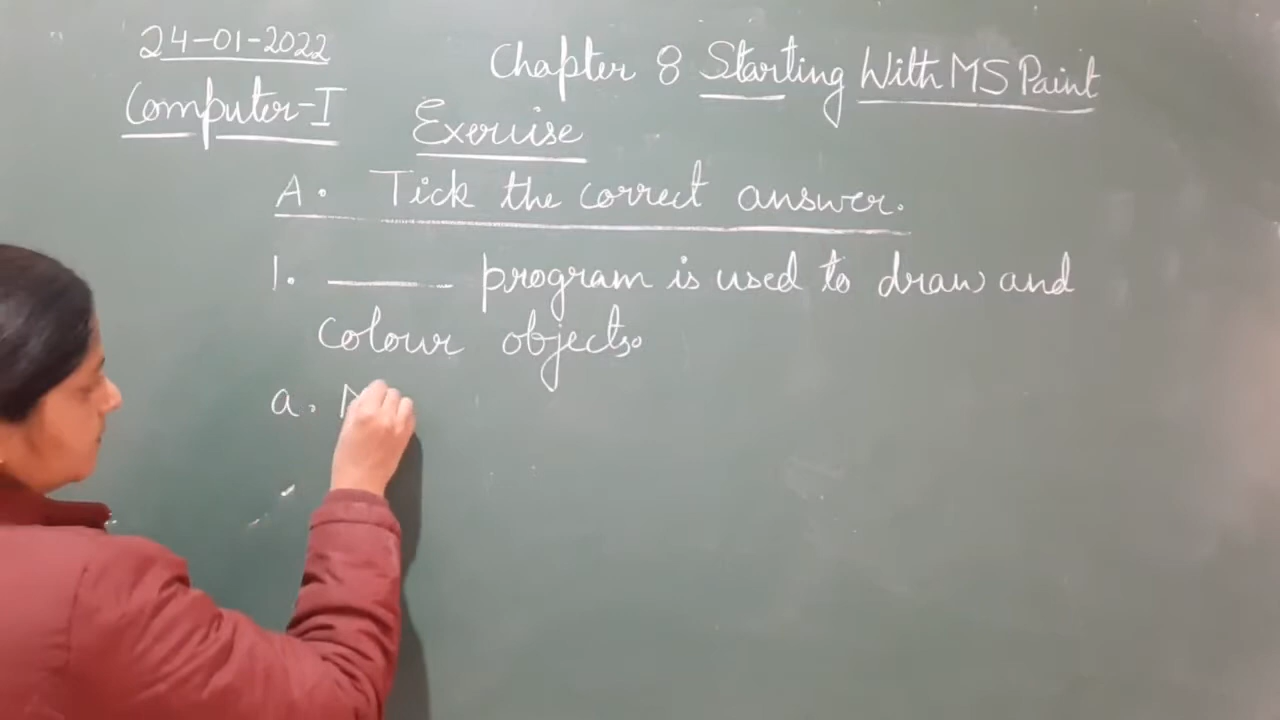 24-01-2022
Chapter 8 Starting With MS Paint
Computer-I
Exercise
A. Tick the correct answer.
1. ______ program is used to draw and
colour objects.
a.